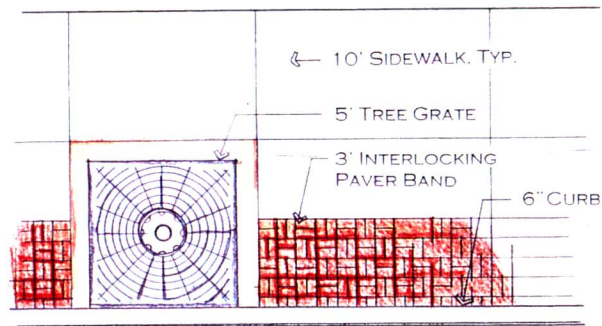 10' SIDEWALK, TYP.
5' TREE GRATE
3' INTERLOCKING
PAVER BAND
6" CURB